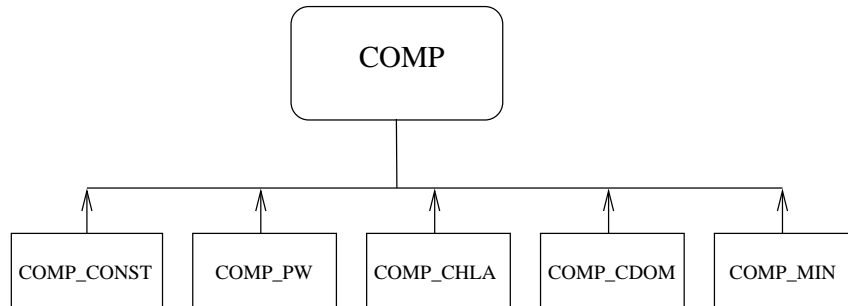 COMP
COMP_CONST
COMP_PW
COMP_CHLA
COMP_CDOM
COMP_MIN